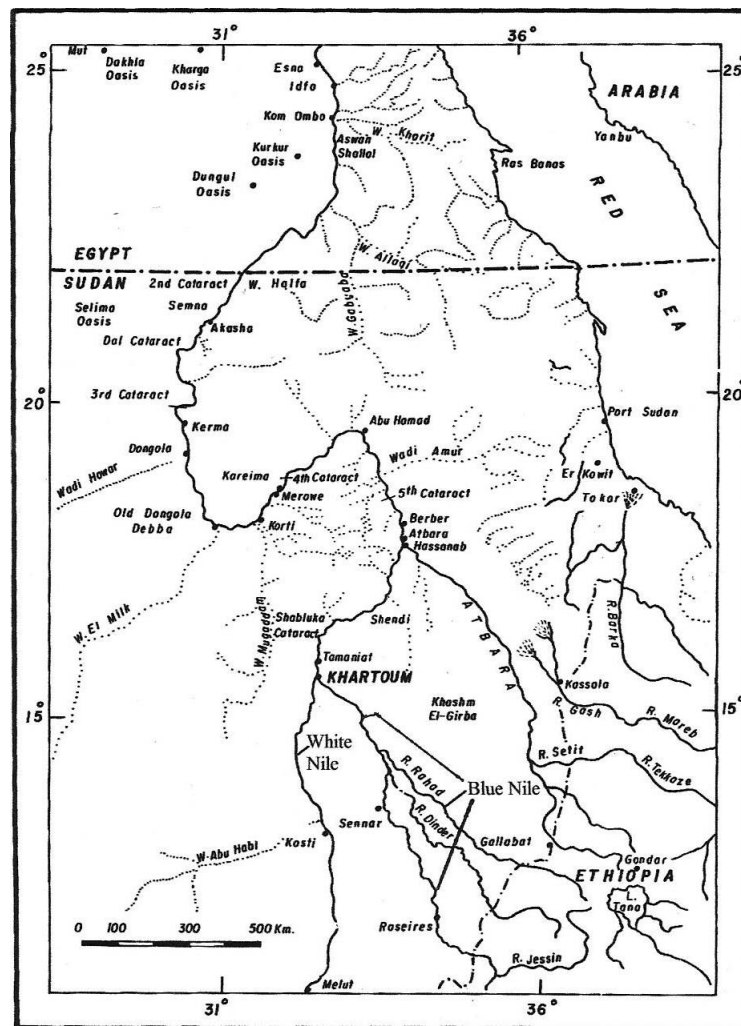 31°
36°
25°
25°
Mut
Dakhla
Oasis
Kharga
Oasis
Esna
Idfo
Kom Ombo
W. Kharit
Aswan
Shallal
Kurkur
Oasis
Dungul
Oasis
Ras Banas
ARABIA
Yanbu
RED
SEA
EGYPT
SUDAN
W. Allaqi
2nd Cataract
W. Halfa
Semna
Selima
Oasis
Akasha
W. Gabgaba
Dal Cataract
3rd Cataract
20°
20°
Kerma
Dongola
Abu Hamad
Port Sudan
Wadi Amur
Er Kowit
Wadi Howar
Kareima
4th Cataract
Merowe
5th Cataract
Tokar
Old Dongola
Debba
Korti
Berber
Atbara
Hassanab
W. El Milk
W. Mugaddam
Shabluka
Cataract
Shendi
ATBARA
R. Barka
Tamaniat
KHARTOUM
Kassala
15°
15°
Khashm
El-Girba
R. Gash
R. Mareb
White
Nile
R. Setit
R. Tekkaze
R. Rahad
Blue Nile
R. Dinder
Sennar
Gallabat
W. Abu Habl
Kosti
Gondar
ETHIOPIA
L.
Tana
0 100 300 500 Km.
Roseires
R. Jessin
Melut
31°
36°